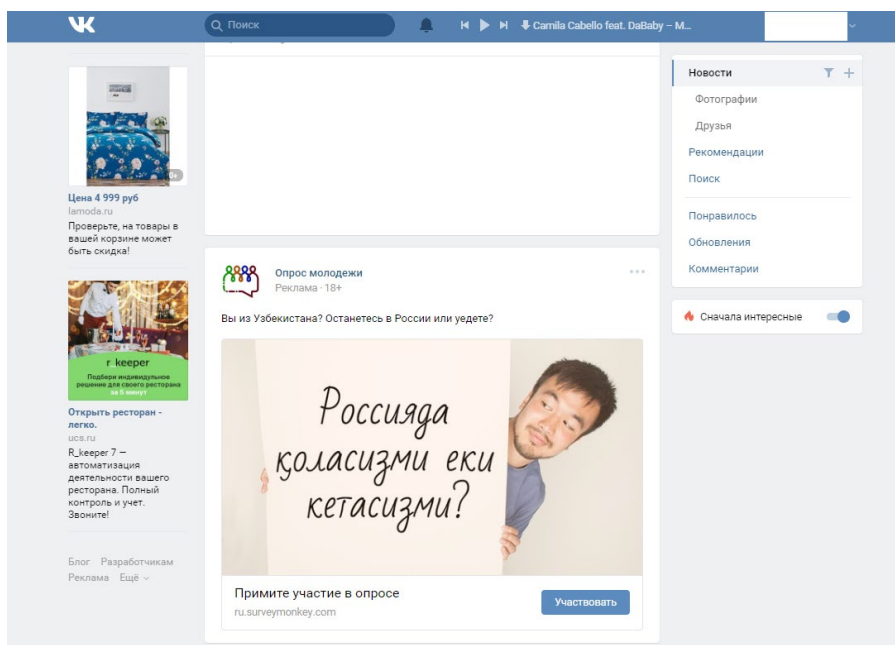 Поиск
Camila Cabello feat. DaBaby – M...
0+
Цена 4 999 руб
lamoda.ru
Проверьте, на товары в
вашей корзине может
быть скидка!
r keeper
Подбери индивидуальное
решение для своего ресторана
за 5 минут
Открыть ресторан -
легко.
ucs.ru
R_keeper 7 –
автоматизация
деятельности вашего
ресторана. Полный
контроль и учет.
Звоните!
Блог Разработчикам
Реклама Ещё
Опрос молодежи
Реклама · 18+
Вы из Узбекистана? Останетесь в России или уедете?
Россияда
қоласизми еки
кетасизми?
Примите участие в опросе
ru.surveymonkey.com
Участвовать
Новости
Фотографии
Друзья
Рекомендации
Поиск
Понравилось
Обновления
Комментарии
Сначала интересные